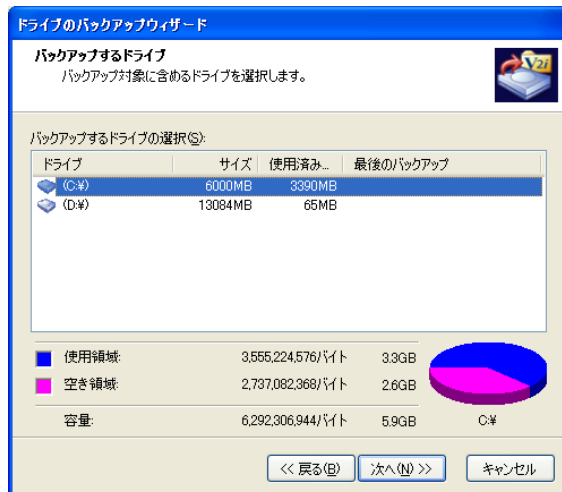 ドライブのバックアップウィザード
バックアップするドライブ
バックアップ対象に含めるドライブを選択します。
V2i
バックアップするドライブの選択(S):
ドライブ サイズ 使用済み... 最後のバックアップ
(C:¥) 6000MB 3390MB
(D:¥) 13084MB 65MB
使用領域: 3,555,224,576バイト 3.3GB
空き領域: 2,737,082,368バイト 2.6GB
容量: 6,292,306,944バイト 5.9GB C:¥
<< 戻る(B) 次へ(N) >> キャンセル